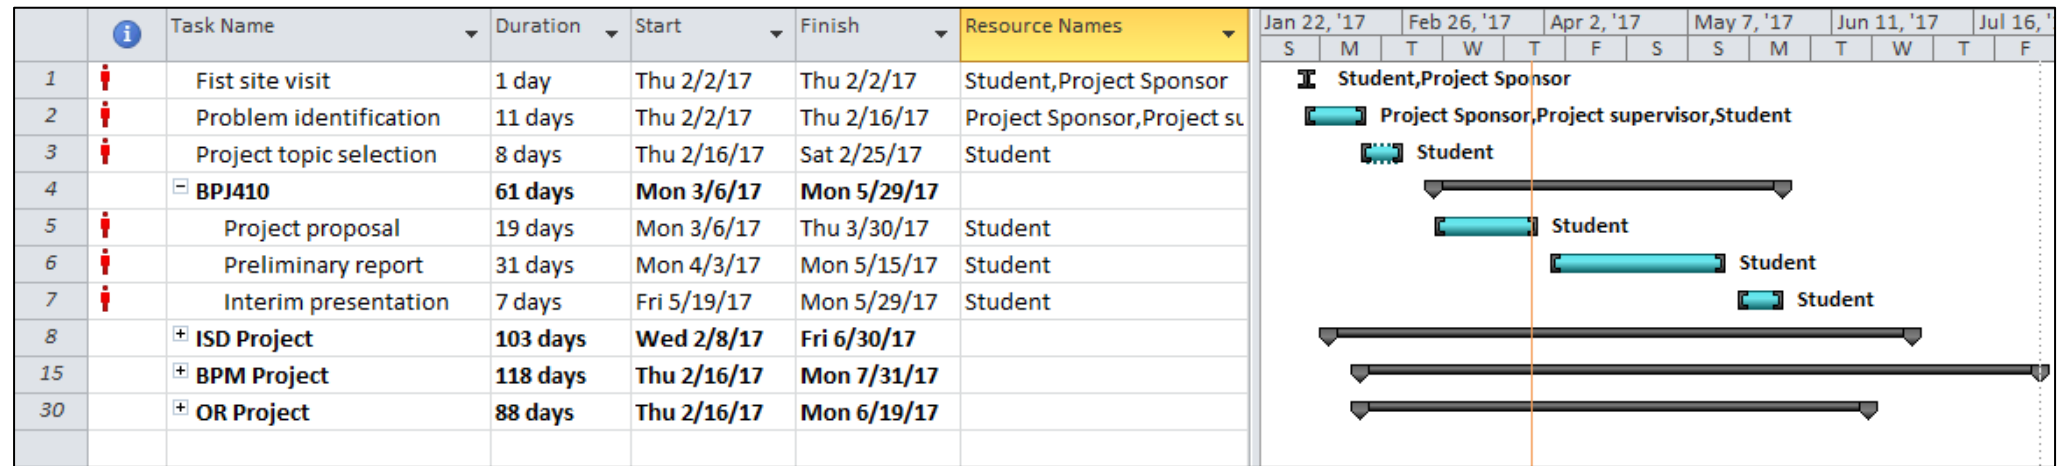 Task Name Duration Start Finish Resource Names Jan 22, '17 Feb 26, '17 Apr 2, '17 May 7, '17 Jun 11, '17 Jul 16, '
S M T W T F S S M T W T F
1 Fist site visit 1 day Thu 2/2/17 Thu 2/2/17 Student,Project Sponsor Student,Project Sponsor
2 Problem identification 11 days Thu 2/2/17 Thu 2/16/17 Project Sponsor,Project su Project Sponsor,Project supervisor,Student
3 Project topic selection 8 days Thu 2/16/17 Sat 2/25/17 Student Student
4 BPJ410 61 days Mon 3/6/17 Mon 5/29/17
5 Project proposal 19 days Mon 3/6/17 Thu 3/30/17 Student Student
6 Preliminary report 31 days Mon 4/3/17 Mon 5/15/17 Student Student
7 Interim presentation 7 days Fri 5/19/17 Mon 5/29/17 Student Student
8 ISD Project 103 days Wed 2/8/17 Fri 6/30/17
15 BPM Project 118 days Thu 2/16/17 Mon 7/31/17
30 OR Project 88 days Thu 2/16/17 Mon 6/19/17